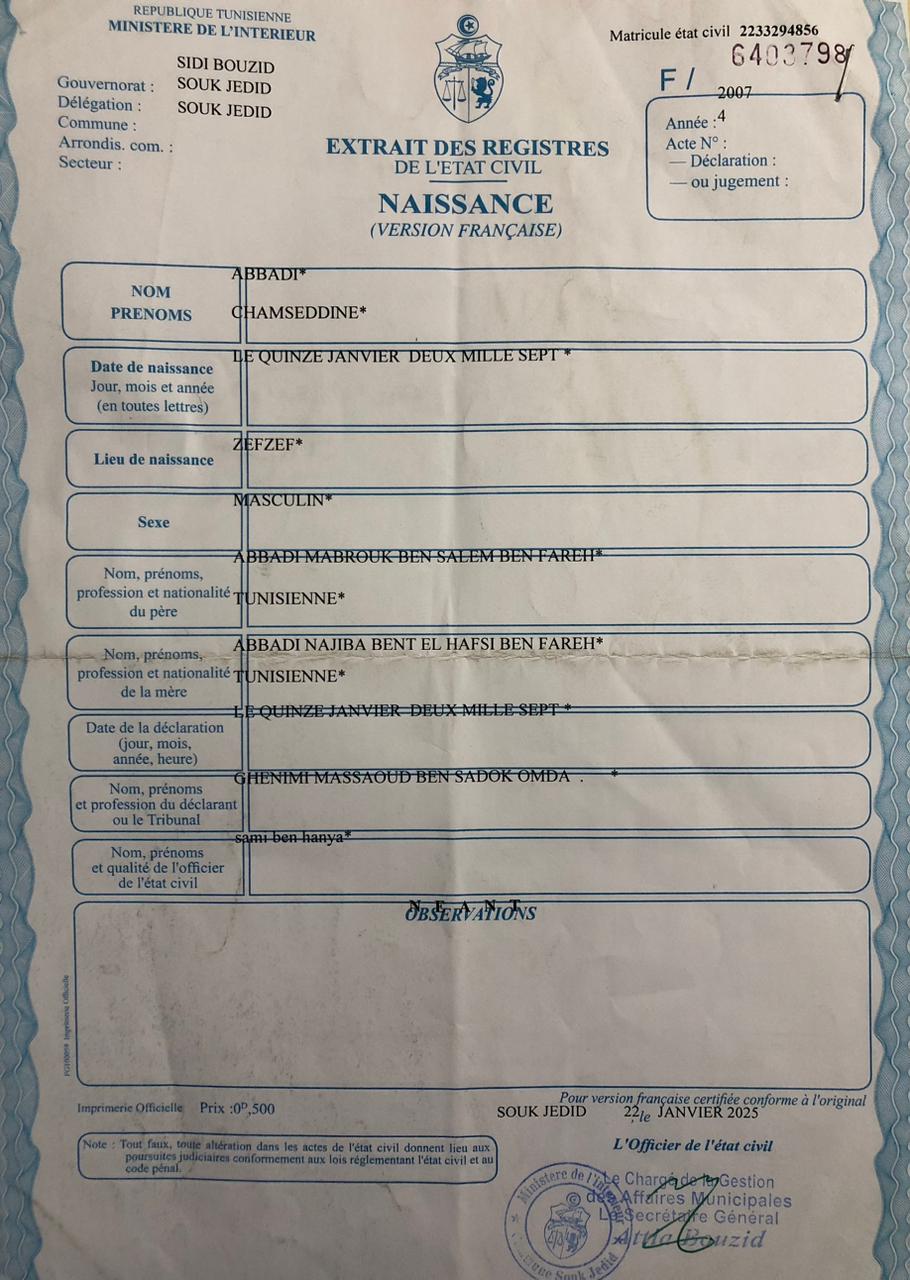 REPUBLIQUE TUNISIENNE
MINISTERE DE L'INTERIEUR
Matricule état civil 2233294856
6403798
F /
SIDI BOUZID
Gouvernorat : SOUK JEDID
Délégation : SOUK JEDID
Commune :
Arrondis. com. :
Secteur :
2007
Année :4
Acte N° :
— Déclaration :
— ou jugement :
EXTRAIT DES REGISTRES
DE L'ETAT CIVIL
NAISSANCE
(VERSION FRANÇAISE)
NOM
PRENOMS
ABBADI*
CHAMSEDDINE*
Date de naissance
Jour, mois et année
(en toutes lettres)
LE QUINZE JANVIER DEUX MILLE SEPT *
Lieu de naissance
ZEFZEF*
Sexe
MASCULIN*
Nom, prénoms,
profession et nationalité
du père
ABBADI MABROUK BEN SALEM BEN FAREH*
TUNISIENNE*
Nom, prénoms,
profession et nationalité
de la mère
ABBADI NAJIBA BENT EL HAFSI BEN FAREH*
TUNISIENNE*
Date de la déclaration
(jour, mois,
année, heure)
LE QUINZE JANVIER DEUX MILLE SEPT *
Nom, prénoms
et profession du déclarant
ou le Tribunal
GHENIMI MASSAOUD BEN SADOK OMDA . *
Nom, prénoms
et qualité de l'officier
de l'état civil
sami ben hanya*
N E A N T
OBSERVATIONS
Imprimerie Officielle
Imprimerie Officielle Prix :0ᴰ,500
Pour version française certifiée conforme à l'original
SOUK JEDID 22,le JANVIER 2025
L'Officier de l'état civil
Note : Tout faux, toute altération dans les actes de l'état civil donnent lieu aux
poursuites judiciaires conformement aux lois réglementant l'état civil et au
code pénal.
Le Chargé de la Gestion
des Affaires Municipales
Le Secrétaire Général
Attia Bouzid
Ministere de l'Interieur
Souk Jedid